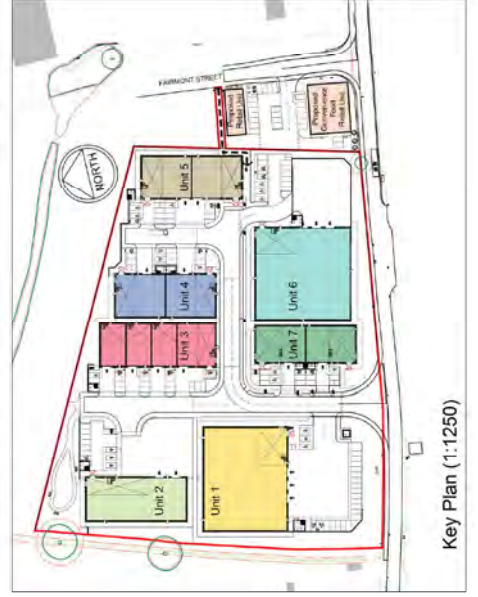 FAIRMONT STREET
Proposed
Retail Unit
Proposed
Convenience
Food
Retail Unit
NORTH
Unit 5
Unit 4
Unit 3
Unit 6
Unit 7
Unit 2
Unit 1
Key Plan (1:1250)